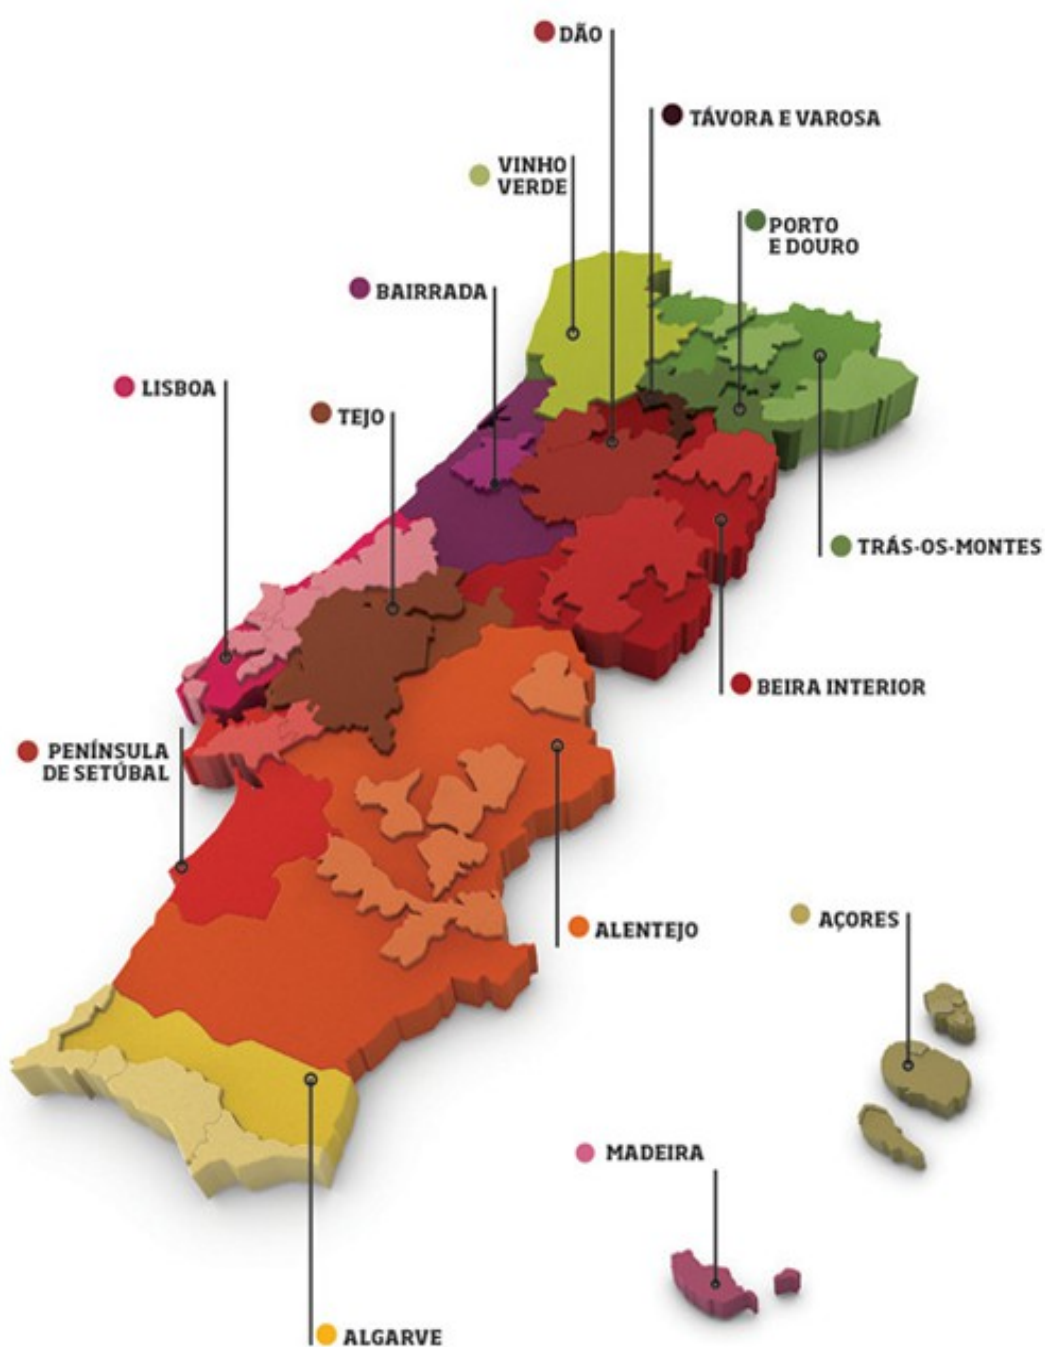 DÃO
TÁVORA E VAROSA
VINHO
VERDE
PORTO
E DOURO
BAIRRADA
LISBOA
TEJO
TRÁS-OS-MONTES
BEIRA INTERIOR
PENÍNSULA
DE SETÚBAL
ALENTEJO
AÇORES
MADEIRA
ALGARVE